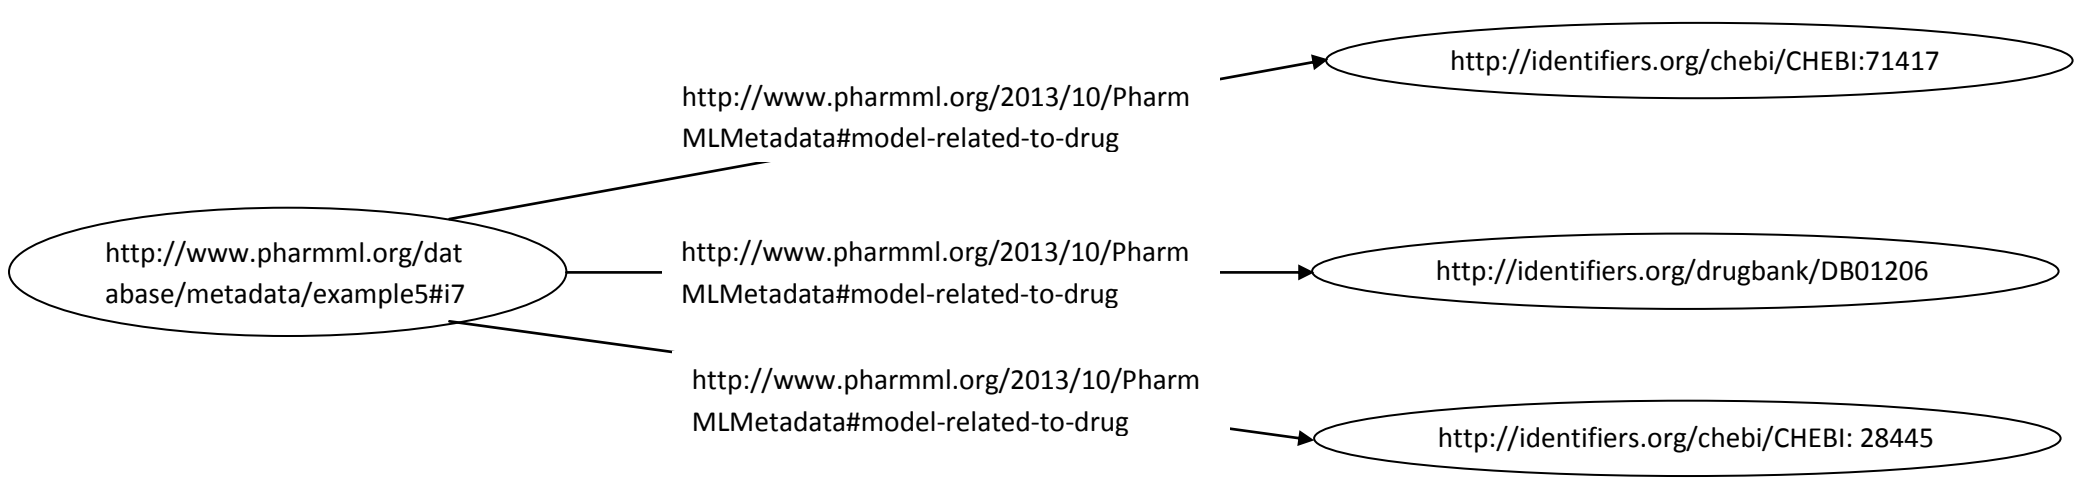 http://identifiers.org/chebi/CHEBI:71417
http://www.pharmml.org/2013/10/Pharm
MLMetadata#model-related-to-drug
http://www.pharmml.org/dat
abase/metadata/example5#i7
http://www.pharmml.org/2013/10/Pharm
MLMetadata#model-related-to-drug
http://identifiers.org/drugbank/DB01206
http://www.pharmml.org/2013/10/Pharm
MLMetadata#model-related-to-drug
http://identifiers.org/chebi/CHEBI: 28445